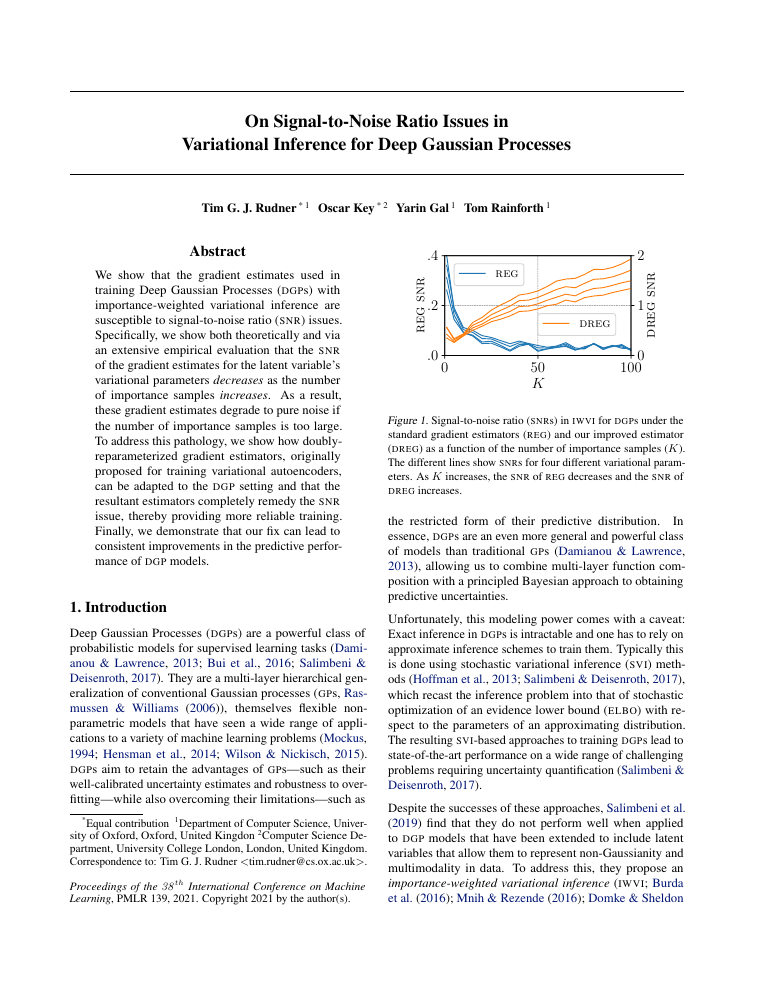 On Signal-to-Noise Ratio Issues in
Variational Inference for Deep Gaussian Processes
Tim G. J. Rudner * 1 Oscar Key * 2 Yarin Gal 1 Tom Rainforth 1
Abstract
We show that the gradient estimates used in
training Deep Gaussian Processes (DGPs) with
importance-weighted variational inference are
susceptible to signal-to-noise ratio (SNR) issues.
Specifically, we show both theoretically and via
an extensive empirical evaluation that the SNR
of the gradient estimates for the latent variable's
variational parameters decreases as the number
of importance samples increases. As a result,
these gradient estimates degrade to pure noise if
the number of importance samples is too large.
To address this pathology, we show how doubly-
reparameterized gradient estimators, originally
proposed for training variational autoencoders,
can be adapted to the DGP setting and that the
resultant estimators completely remedy the SNR
issue, thereby providing more reliable training.
Finally, we demonstrate that our fix can lead to
consistent improvements in the predictive perfor-
mance of DGP models.
1. Introduction
Deep Gaussian Processes (DGPs) are a powerful class of
probabilistic models for supervised learning tasks (Dami-
anou & Lawrence, 2013; Bui et al., 2016; Salimbeni &
Deisenroth, 2017). They are a multi-layer hierarchical gen-
eralization of conventional Gaussian processes (GPs, Ras-
mussen & Williams (2006)), themselves flexible non-
parametric models that have seen a wide range of appli-
cations to a variety of machine learning problems (Mockus,
1994; Hensman et al., 2014; Wilson & Nickisch, 2015).
DGPs aim to retain the advantages of GPs—such as their
well-calibrated uncertainty estimates and robustness to over-
fitting—while also overcoming their limitations—such as
*Equal contribution 1Department of Computer Science, Univer-
sity of Oxford, Oxford, United Kingdon 2Computer Science De-
partment, University College London, London, United Kingdom.
Correspondence to: Tim G. J. Rudner <tim.rudner@cs.ox.ac.uk>.
Proceedings of the 38th International Conference on Machine
Learning, PMLR 139, 2021. Copyright 2021 by the author(s).
.4
.2
.0
REG SNR
REG
DREG
2
1
0
DREG SNR
0 50 100
K
Figure 1. Signal-to-noise ratio (SNRs) in IWVI for DGPs under the
standard gradient estimators (REG) and our improved estimator
(DREG) as a function of the number of importance samples (K).
The different lines show SNRs for four different variational param-
eters. As K increases, the SNR of REG decreases and the SNR of
DREG increases.
the restricted form of their predictive distribution. In
essence, DGPs are an even more general and powerful class
of models than traditional GPs (Damianou & Lawrence,
2013), allowing us to combine multi-layer function com-
position with a principled Bayesian approach to obtaining
predictive uncertainties.
Unfortunately, this modeling power comes with a caveat:
Exact inference in DGPs is intractable and one has to rely on
approximate inference schemes to train them. Typically this
is done using stochastic variational inference (SVI) meth-
ods (Hoffman et al., 2013; Salimbeni & Deisenroth, 2017),
which recast the inference problem into that of stochastic
optimization of an evidence lower bound (ELBO) with re-
spect to the parameters of an approximating distribution.
The resulting SVI-based approaches to training DGPs lead to
state-of-the-art performance on a wide range of challenging
problems requiring uncertainty quantification (Salimbeni &
Deisenroth, 2017).
Despite the successes of these approaches, Salimbeni et al.
(2019) find that they do not perform well when applied
to DGP models that have been extended to include latent
variables that allow them to represent non-Gaussianity and
multimodality in data. To address this, they propose an
importance-weighted variational inference (IWVI; Burda
et al. (2016); Mnih & Rezende (2016); Domke & Sheldon